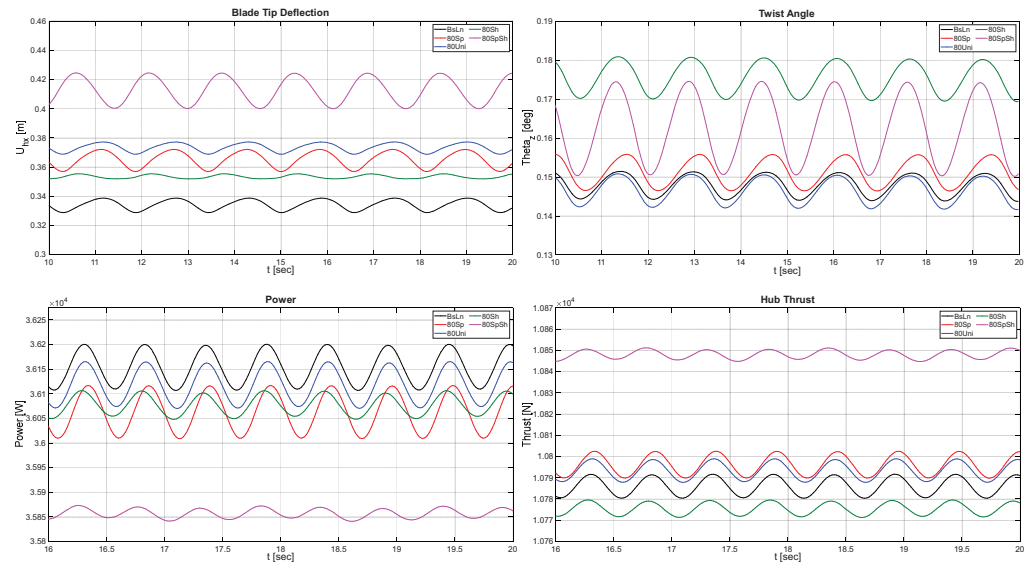 Blade Tip Deflection
0.46
0.44
0.42
0.4
0.38
0.36
0.34
0.32
0.3
U_hx [m]
BsLn 80Sh
80Sp 80SpSh
80Uni
10 11 12 13 14 15 16 17 18 19 20
t [sec]
Twist Angle
0.19
0.18
0.17
0.16
0.15
0.14
0.13
Theta_z [deg]
BsLn 80Sh
80Sp 80SpSh
80Uni
10 11 12 13 14 15 16 17 18 19 20
t [sec]
Power
×10^4
3.625
3.62
3.615
3.61
3.605
3.6
3.595
3.59
3.585
3.58
Power [W]
BsLn 80Sh
80Sp 80SpSh
80Uni
16 16.5 17 17.5 18 18.5 19 19.5 20
t [sec]
Hub Thrust
×10^4
1.087
1.086
1.085
1.084
1.083
1.082
1.081
1.08
1.079
1.078
1.077
1.076
Thrust [N]
BsLn 80Sh
80Sp 80SpSh
80Uni
16 16.5 17 17.5 18 18.5 19 19.5 20
t [sec]